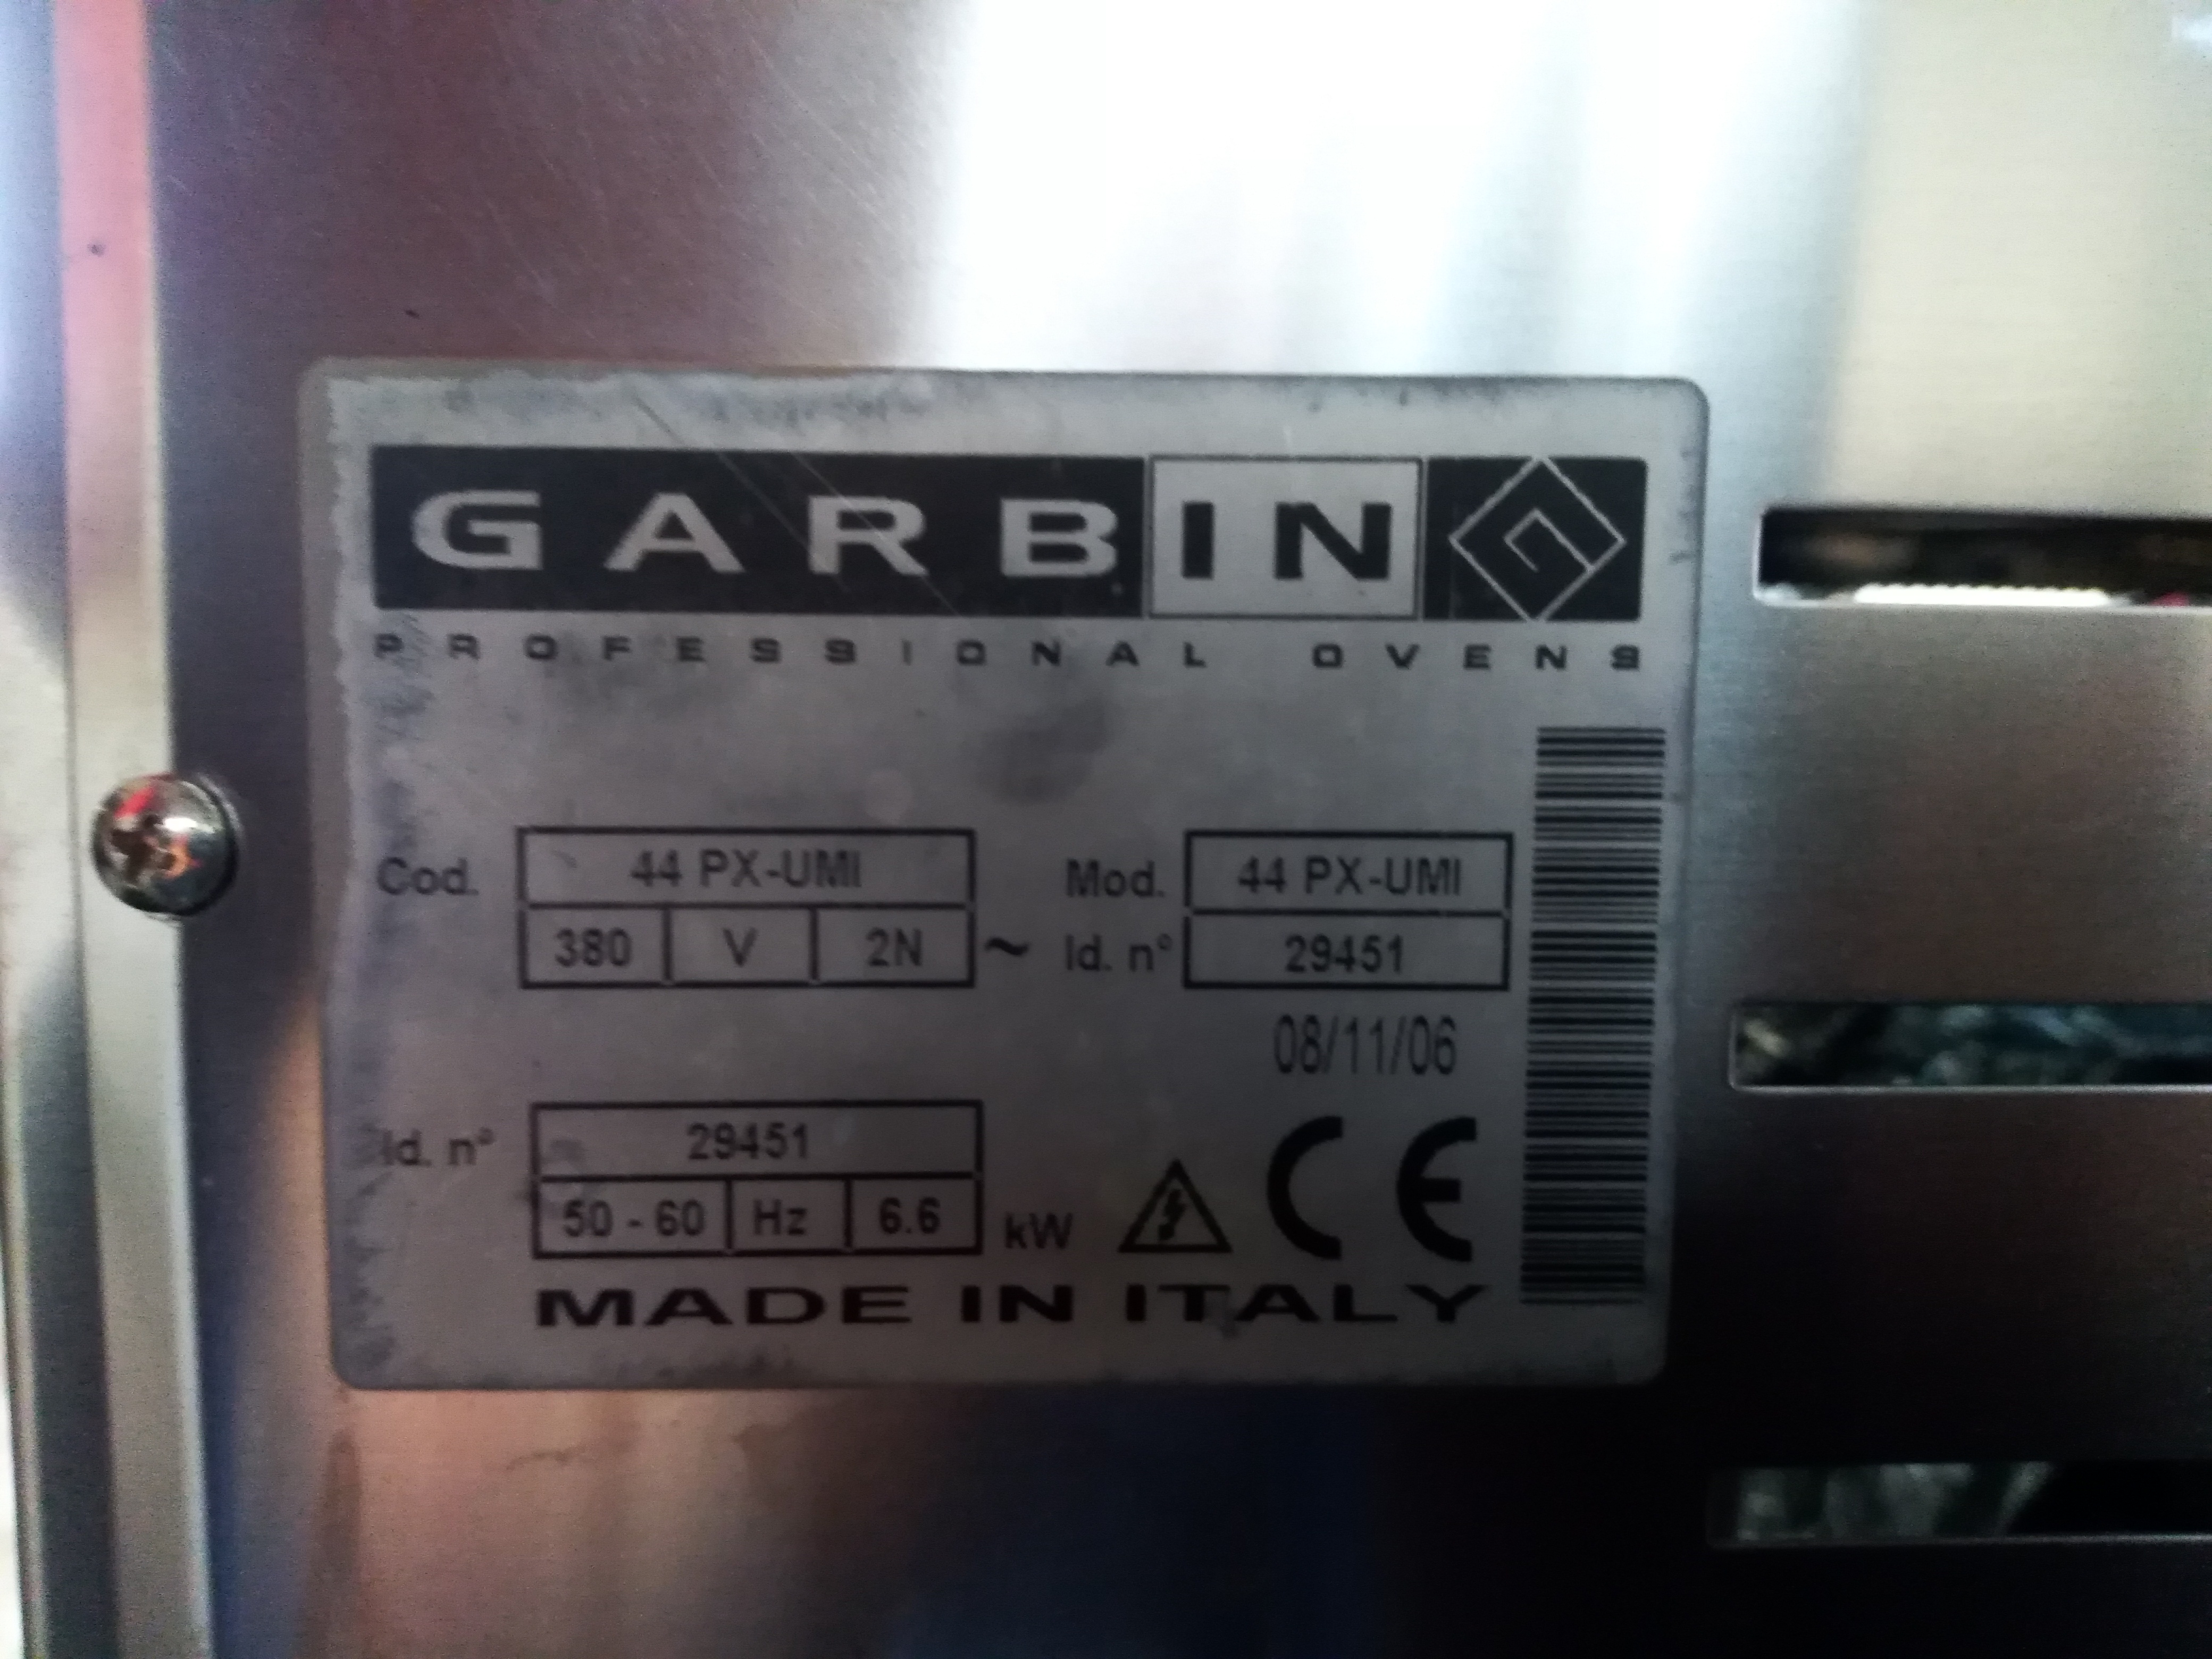 GARBIN
PROFESSIONAL OVENS
Cod. 44 PX-UMI Mod. 44 PX-UMI
380 V 2N ~ Id. n° 29451
08/11/06
Id. n° 29451
50 - 60 Hz 6.6 kW CE
MADE IN ITALY